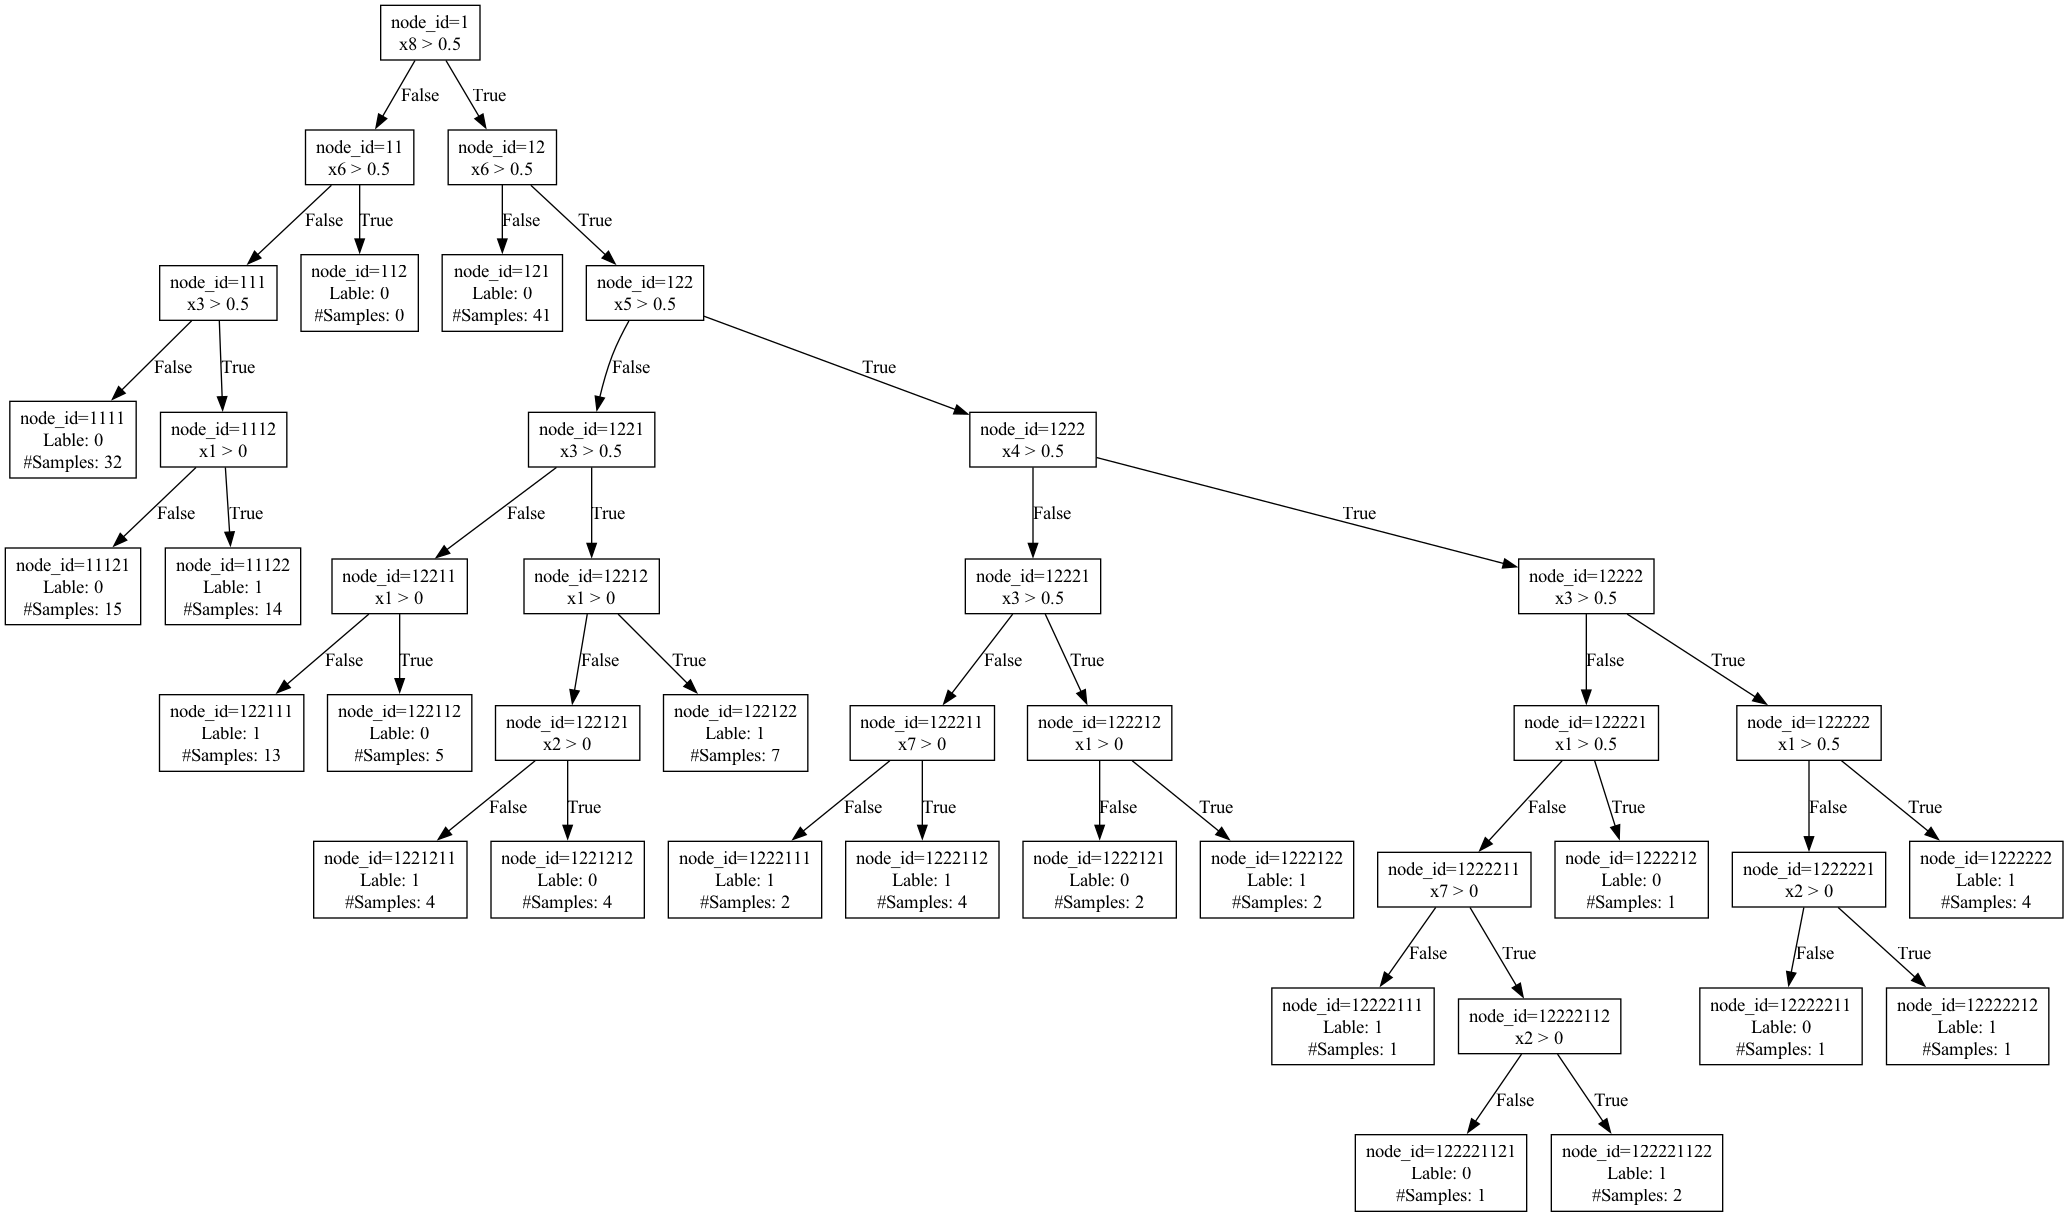 node_id=1
x8 > 0.5
False
True
node_id=11
x6 > 0.5
node_id=12
x6 > 0.5
False
True
False
True
node_id=111
x3 > 0.5
node_id=112
Lable: 0
#Samples: 0
node_id=121
Lable: 0
#Samples: 41
node_id=122
x5 > 0.5
False
True
False
True
node_id=1111
Lable: 0
#Samples: 32
node_id=1112
x1 > 0
node_id=1221
x3 > 0.5
node_id=1222
x4 > 0.5
False
True
False
True
False
True
node_id=11121
Lable: 0
#Samples: 15
node_id=11122
Lable: 1
#Samples: 14
node_id=12211
x1 > 0
node_id=12212
x1 > 0
node_id=12221
x3 > 0.5
node_id=12222
x3 > 0.5
False
True
False
True
False
True
False
True
node_id=122111
Lable: 1
#Samples: 13
node_id=122112
Lable: 0
#Samples: 5
node_id=122121
x2 > 0
node_id=122122
Lable: 1
#Samples: 7
node_id=122211
x7 > 0
node_id=122212
x1 > 0
node_id=122221
x1 > 0.5
node_id=122222
x1 > 0.5
False
True
False
True
False
True
False
True
False
True
node_id=1221211
Lable: 1
#Samples: 4
node_id=1221212
Lable: 0
#Samples: 4
node_id=1222111
Lable: 1
#Samples: 2
node_id=1222112
Lable: 1
#Samples: 4
node_id=1222121
Lable: 0
#Samples: 2
node_id=1222122
Lable: 1
#Samples: 2
node_id=1222211
x7 > 0
node_id=1222212
Lable: 0
#Samples: 1
node_id=1222221
x2 > 0
node_id=1222222
Lable: 1
#Samples: 4
False
True
False
True
node_id=12222111
Lable: 1
#Samples: 1
node_id=12222112
x2 > 0
node_id=12222211
Lable: 0
#Samples: 1
node_id=12222212
Lable: 1
#Samples: 1
False
True
node_id=122221121
Lable: 0
#Samples: 1
node_id=122221122
Lable: 1
#Samples: 2